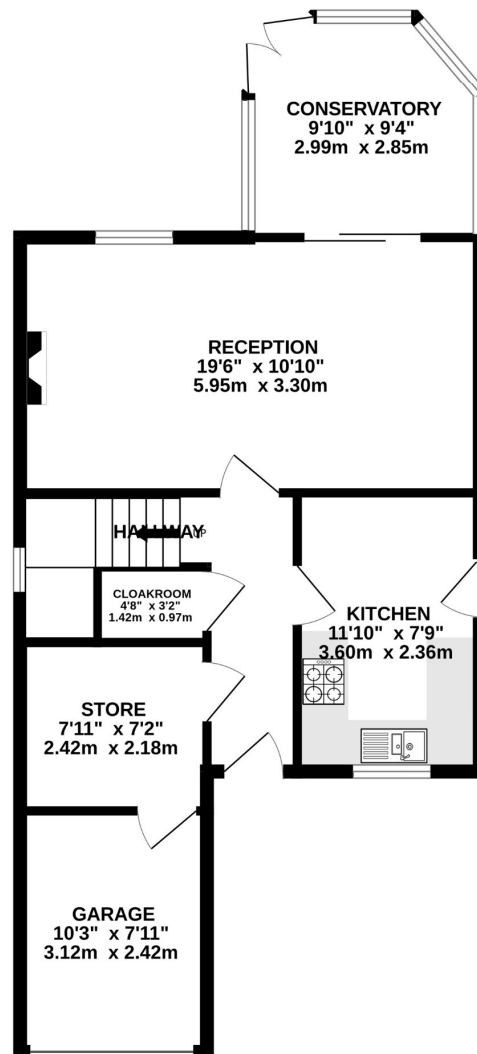 CONSERVATORY
9'10" x 9'4"
2.99m x 2.85m
RECEPTION
19'6" x 10'10"
5.95m x 3.30m
HALLWAY
UP
CLOAKROOM
4'8" x 3'2"
1.42m x 0.97m
KITCHEN
11'10" x 7'9"
3.60m x 2.36m
STORE
7'11" x 7'2"
2.42m x 2.18m
GARAGE
10'3" x 7'11"
3.12m x 2.42m